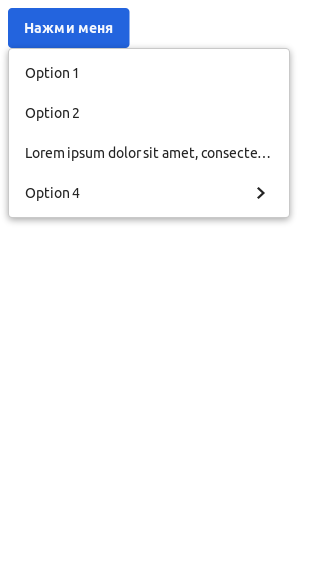 Нажми меня
Option 1
Option 2
Lorem ipsum dolor sit amet, consecte…
Option 4